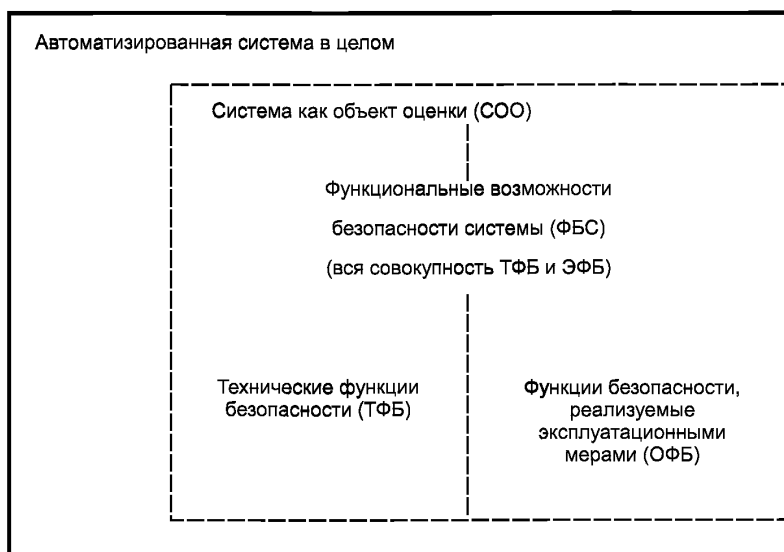 Автоматизированная система в целом
Система как объект оценки (СОО)
Функциональные возможности
безопасности системы (ФБС)
(вся совокупность ТФБ и ЭФБ)
Технические функции
безопасности (ТФБ)
Функции безопасности,
реализуемые
эксплуатационными
мерами (ОФБ)